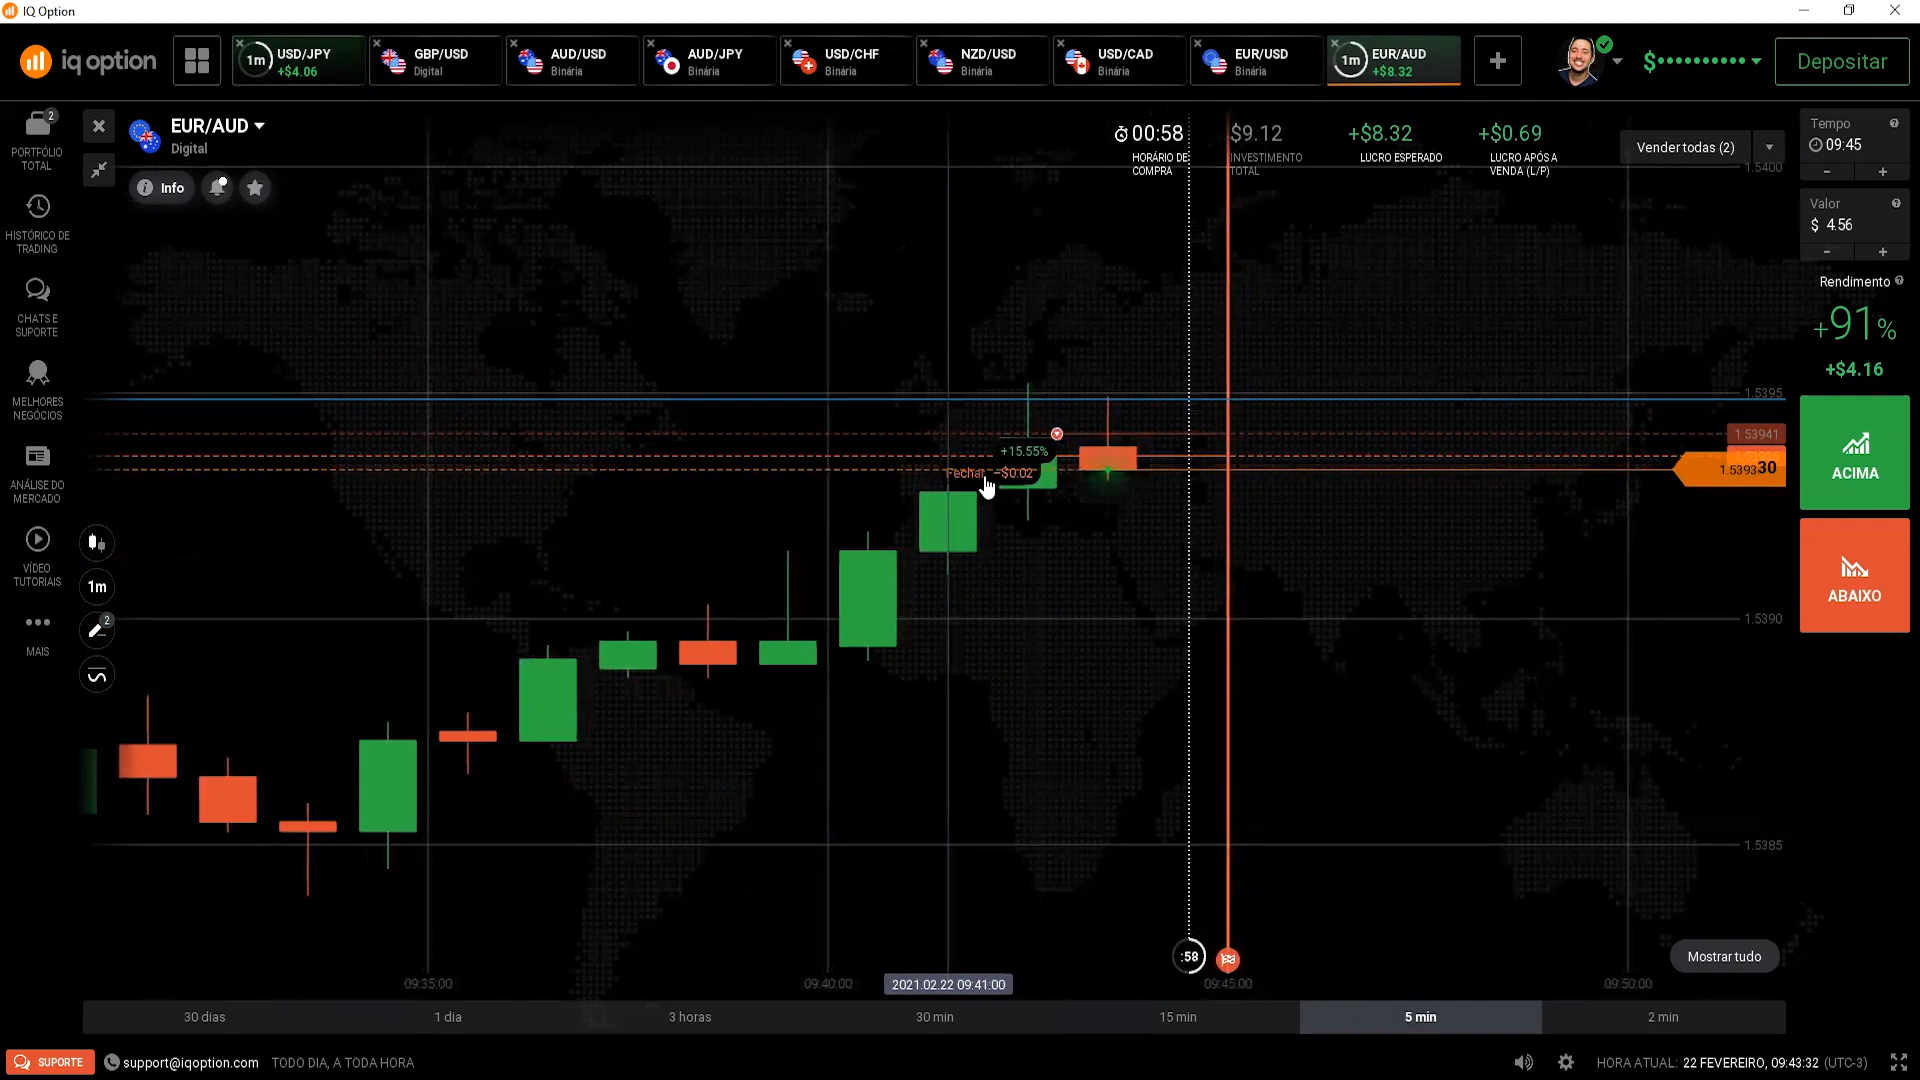 IQ Option
iq option
1m
USD/JPY
+$4.06
GBP/USD
Digital
AUD/USD
Binária
AUD/JPY
Binária
USD/CHF
Binária
NZD/USD
Binária
USD/CAD
Binária
EUR/USD
Binária
1m
EUR/AUD
+$8.32
+
$
Depositar
2
PORTFÓLIO
TOTAL
HISTÓRICO DE
TRADING
CHATS E
SUPORTE
MELHORES
NEGÓCIOS
ANÁLISE DO
MERCADO
VÍDEO
TUTORIAIS
MAIS
EUR/AUD
Digital
Info
00:58
HORÁRIO DE
COMPRA
$9.12
INVESTIMENTO
TOTAL
+$8.32
LUCRO ESPERADO
+$0.69
LUCRO APÓS A
VENDA (L/P)
Vender todas (2)
1.5400
1.5395
1.53941
1.539330
1.5390
1.5385
+15.55%
Fechar -$0.02
1m
2
:58
Mostrar tudo
09:35:00
09:40:00
2021.02.22 09:41:00
09:45:00
09:50:00
30 dias
1 dia
3 horas
30 min
15 min
5 min
2 min
Tempo
09:45
- +
Valor
$ 4.56
- +
Rendimento
+91%
+$4.16
ACIMA
ABAIXO
SUPORTE
support@iqoption.com
TODO DIA, A TODA HORA
HORA ATUAL: 22 FEVEREIRO, 09:43:32 (UTC-3)